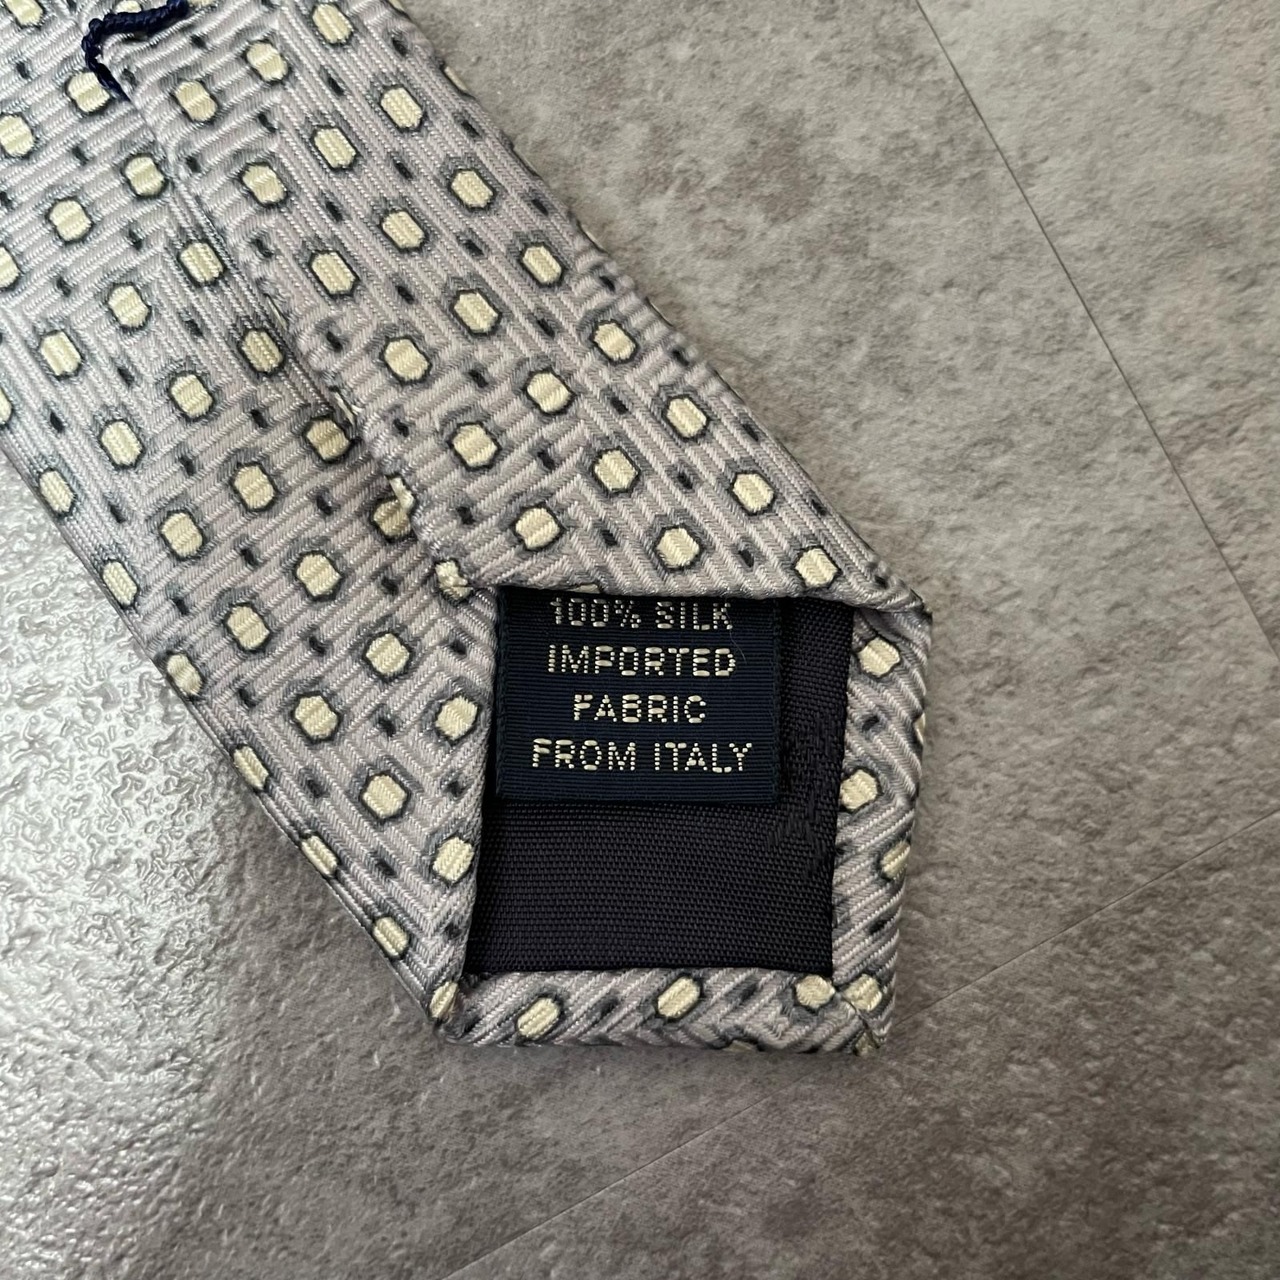 100% SILK
IMPORTED
FABRIC
FROM ITALY